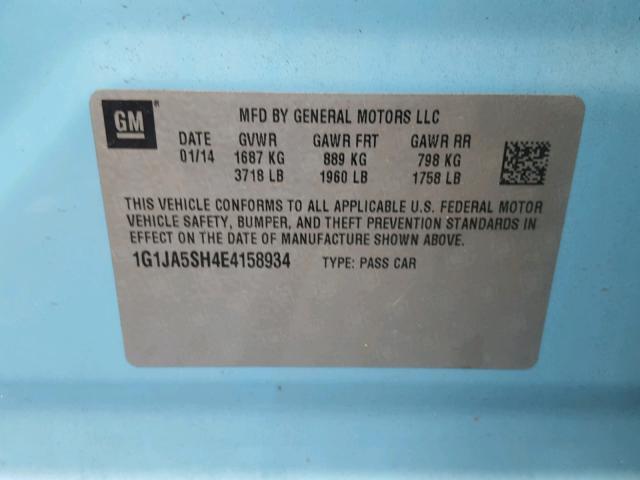 GM
MFD BY GENERAL MOTORS LLC
DATE GVWR GAWR FRT GAWR RR
01/14 1687 KG 889 KG 798 KG
3718 LB 1960 LB 1758 LB
THIS VEHICLE CONFORMS TO ALL APPLICABLE U.S. FEDERAL MOTOR
VEHICLE SAFETY, BUMPER, AND THEFT PREVENTION STANDARDS IN
EFFECT ON THE DATE OF MANUFACTURE SHOWN ABOVE.
1G1JA5SH4E4158934 TYPE: PASS CAR